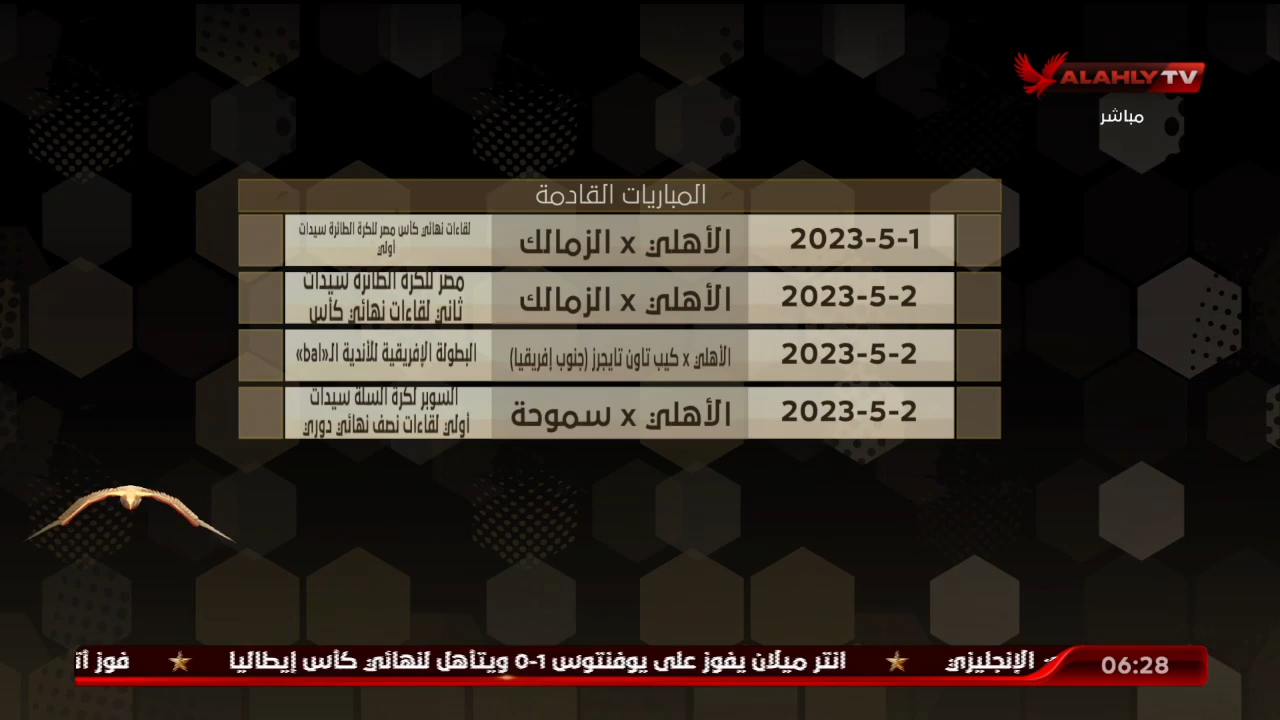 ALAHLY TV
مباشر
المباريات القادمة
2023-5-1
الأهلي x الزمالك
لقاءات نهائي كأس مصر للكرة الطائرة سيدات
أولي
2023-5-2
الأهلي x الزمالك
مصر للكرة الطائرة سيدات
ثاني لقاءات نهائي كأس
2023-5-2
الأهلي x كيب تاون تايجرز (جنوب إفريقيا)
البطولة الإفريقية للأندية الـ«bal»
2023-5-2
الأهلي x سموحة
السوبر لكرة السلة سيدات
أولي لقاءات نصف نهائي دوري
06:28
الإنجليزي ★ انتر ميلان يفوز على يوفنتوس 1-0 ويتأهل لنهائي كأس إيطاليا ★ فوز